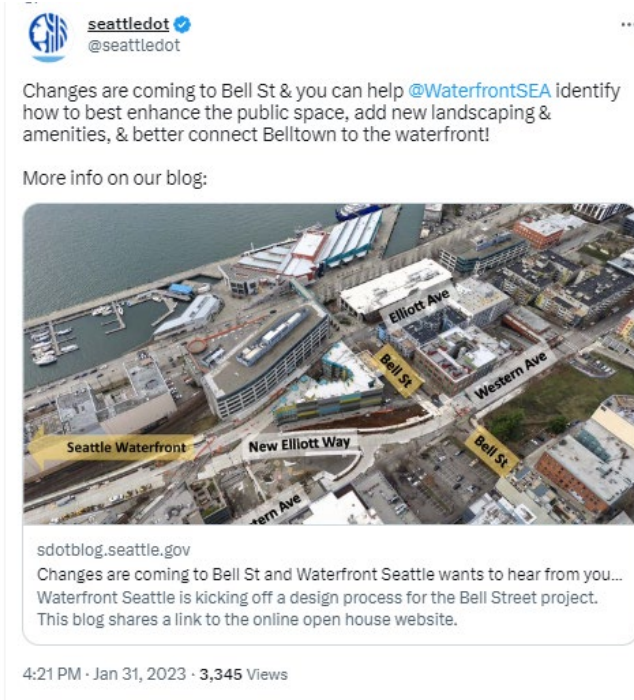 seattledot
@seattledot
Changes are coming to Bell St & you can help @WaterfrontSEA identify
how to best enhance the public space, add new landscaping &
amenities, & better connect Belltown to the waterfront!
More info on our blog:
Elliott Ave
Bell St
Western Ave
Seattle Waterfront
New Elliott Way
Bell St
tern Ave
sdotblog.seattle.gov
Changes are coming to Bell St and Waterfront Seattle wants to hear from you...
Waterfront Seattle is kicking off a design process for the Bell Street project.
This blog shares a link to the online open house website.
4:21 PM · Jan 31, 2023 · 3,345 Views